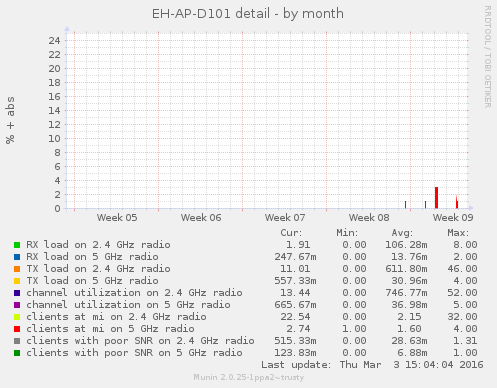 EH-AP-D101 detail - by month
RRDTOOL / TOBI OETIKER
% + abs
24
22
20
18
16
14
12
10
8
6
4
2
0
Week 05 Week 06 Week 07 Week 08 Week 09
Cur: Min: Avg: Max:
RX load on 2.4 GHz radio 1.91 0.00 106.28m 8.00
RX load on 5 GHz radio 247.67m 0.00 13.76m 2.00
TX load on 2.4 GHz radio 11.01 0.00 611.80m 46.00
TX load on 5 GHz radio 557.33m 0.00 30.96m 4.00
channel utilization on 2.4 GHz radio 13.44 0.00 746.77m 52.00
channel utilization on 5 GHz radio 665.67m 0.00 36.98m 5.00
clients at mi on 2.4 GHz radio 22.54 0.00 2.15 32.00
clients at mi on 5 GHz radio 2.74 1.00 1.60 4.00
clients with poor SNR on 2.4 GHz radio 515.33m 0.00 28.63m 1.31
clients with poor SNR on 5 GHz radio 123.83m 0.00 6.88m 1.00
Last update: Thu Mar 3 15:04:04 2016
Munin 2.0.25-1ppa2~trusty